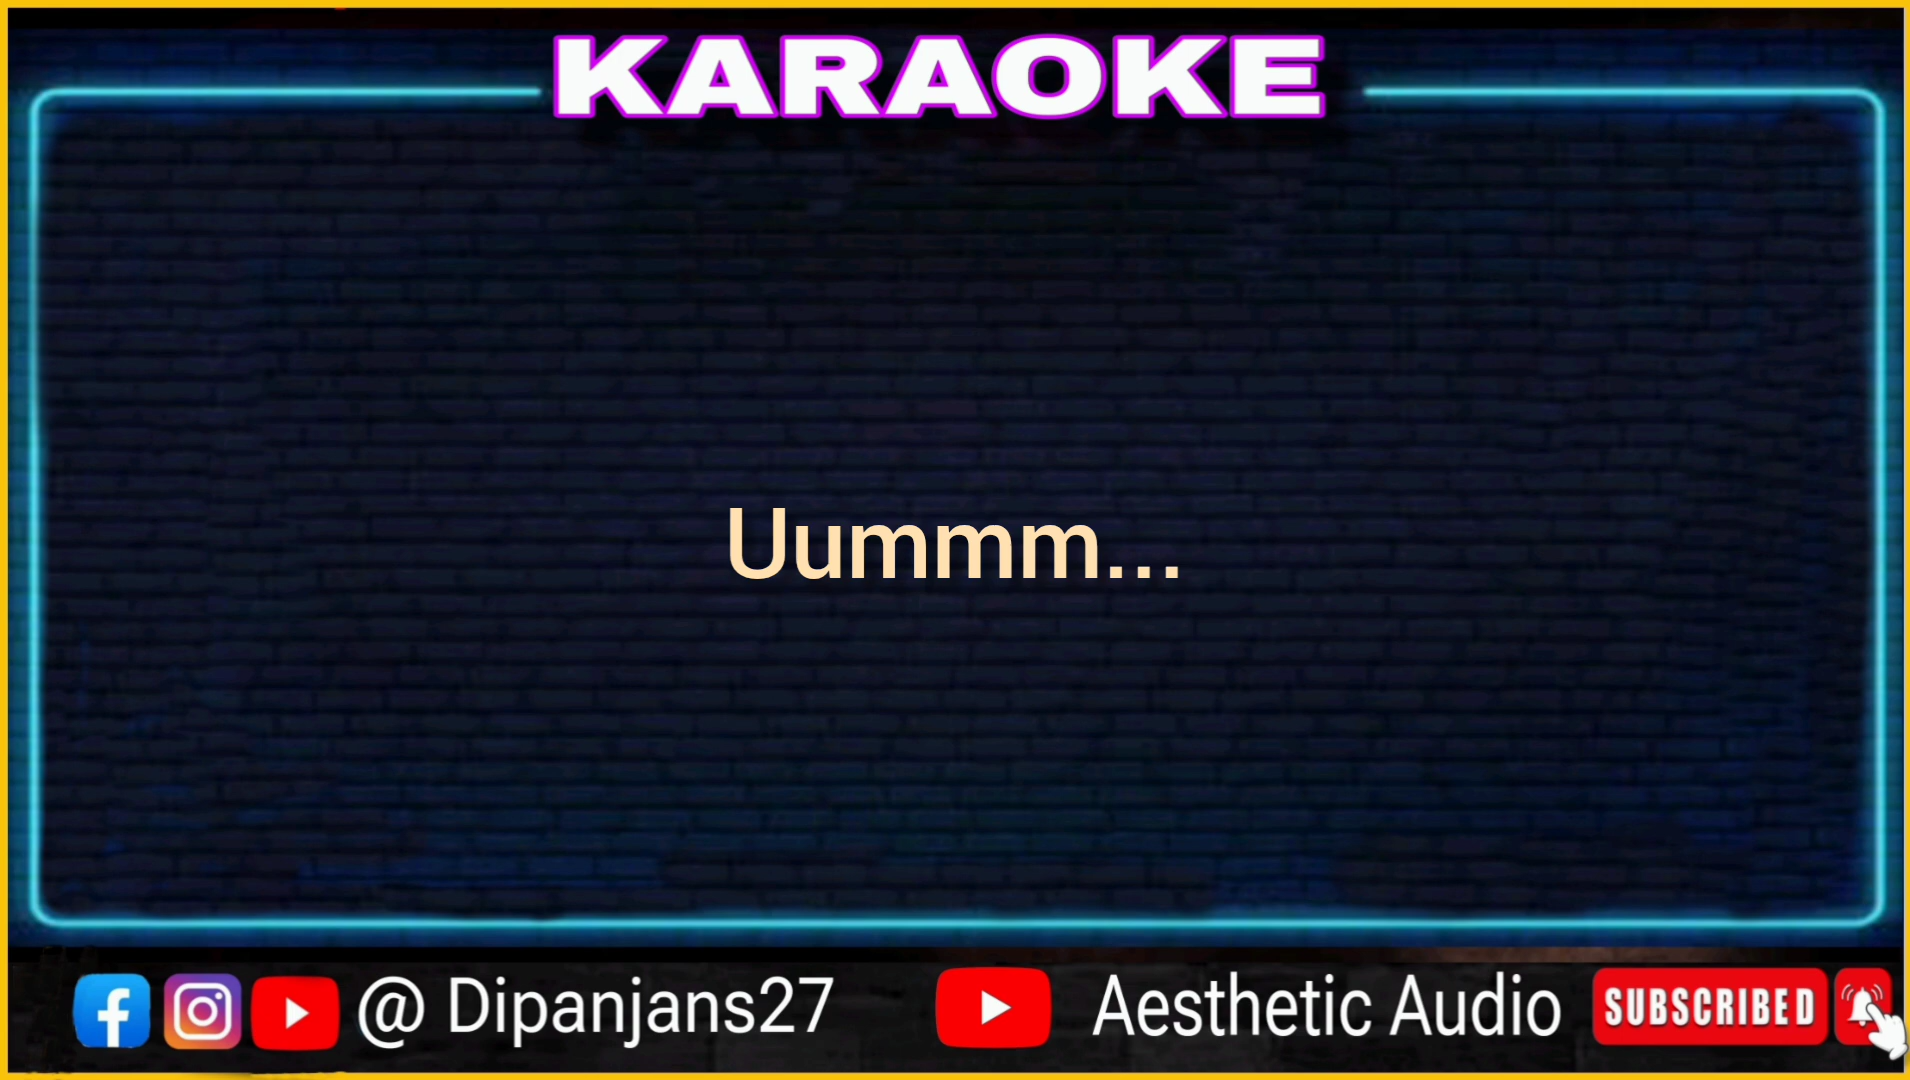 KARAOKE
Uummm...
@ Dipanjans27
Aesthetic Audio
SUBSCRIBED